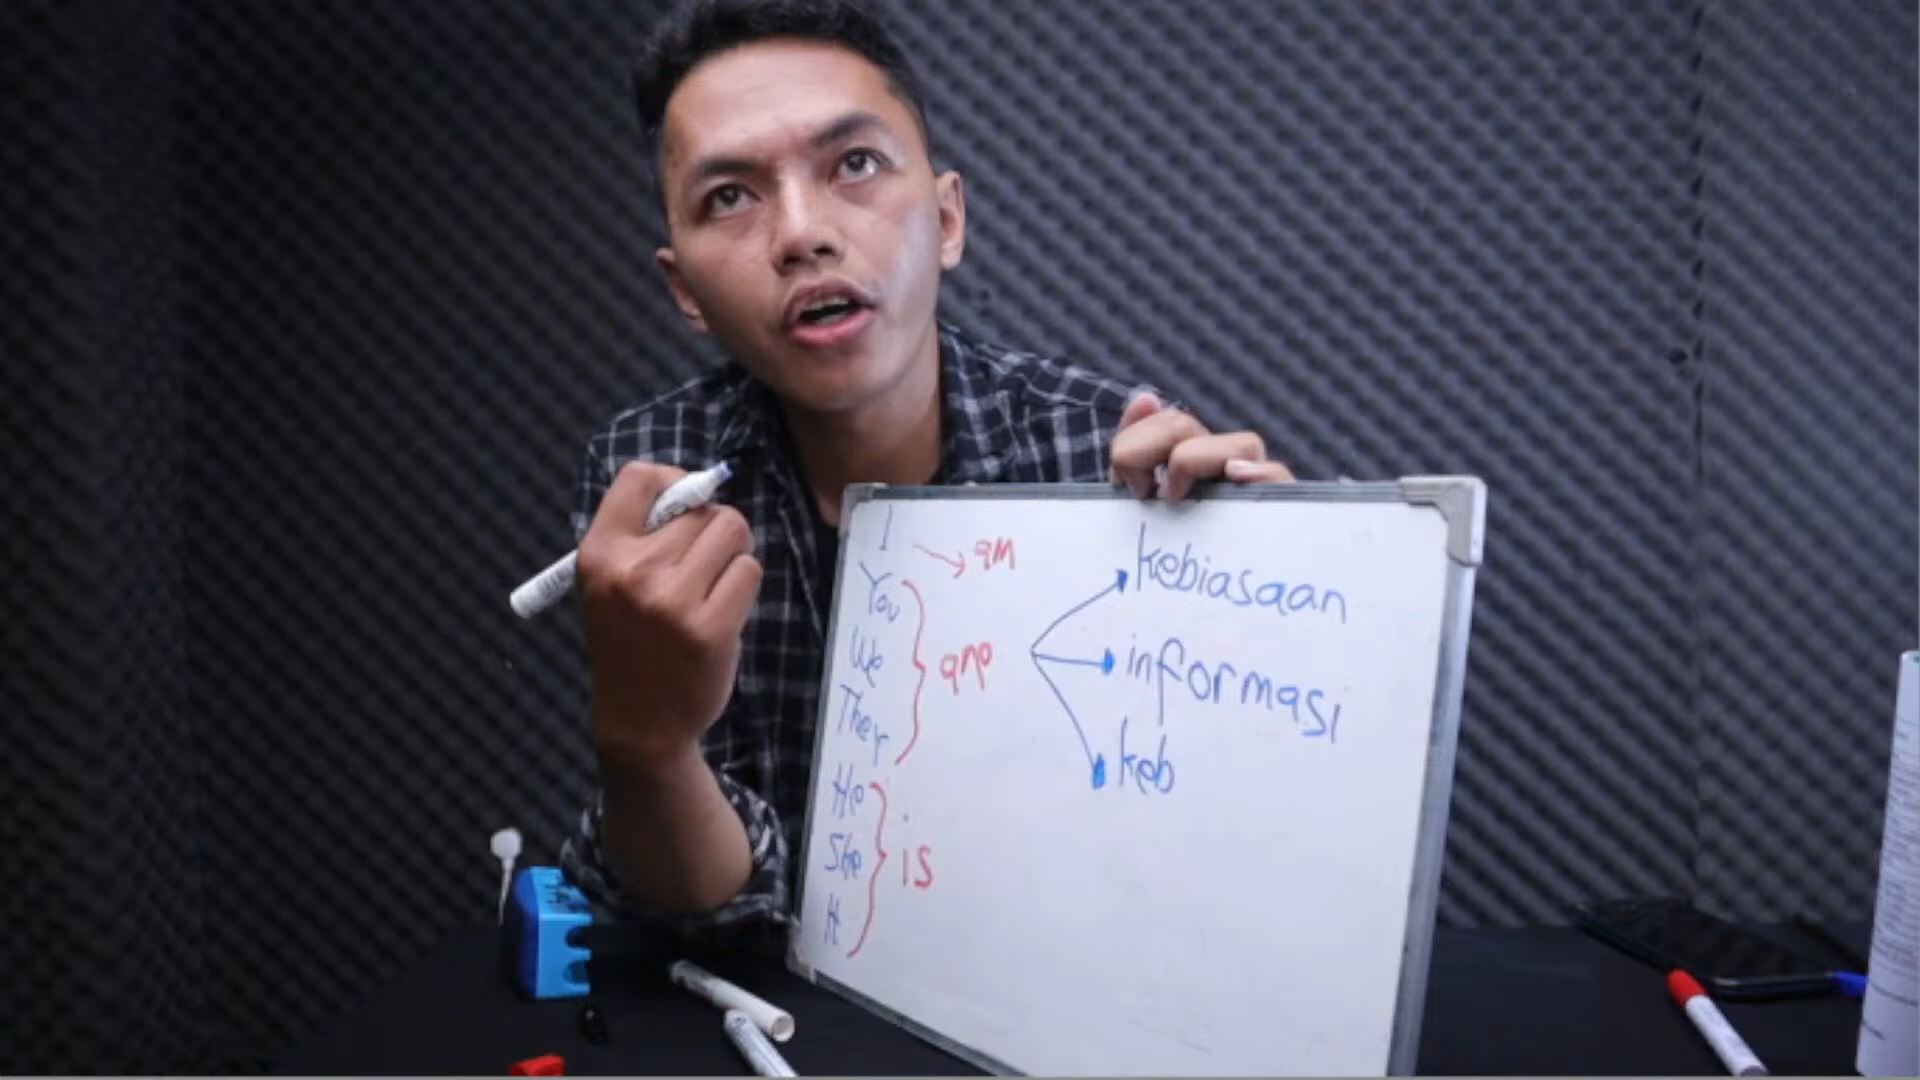 I → am
You
We
They
are
He
She
It
is
kebiasaan
informasi
keb